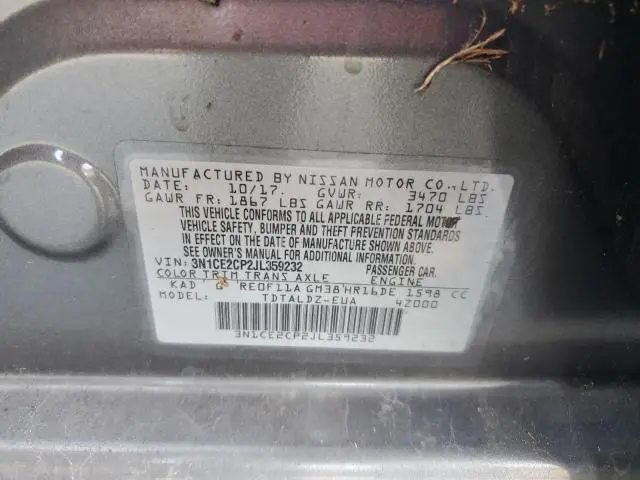 MANUFACTURED BY NISSAN MOTOR CO.,LTD.
DATE: 10/17. GVWR: 3470 LBS
GAWR FR: 1867 LBS GAWR RR: 1704 LBS.
THIS VEHICLE CONFORMS TO ALL APPLICABLE FEDERAL MOTOR
VEHICLE SAFETY, BUMPER AND THEFT PREVENTION STANDARDS
IN EFFECT ON THE DATE OF MANUFACTURE SHOWN ABOVE.
SEE OWNER'S MANUAL FOR ADDITIONAL INFORMATION.
VIN: 3N1CE2CP2JL359232 PASSENGER CAR.
COLOR TRIM TRANS AXLE ENGINE
KAD G RE0F11A GM38 HR16DE 1598 CC
MODEL: TDTALDZ-EUA 42000
3N1CE2CP2JL359232